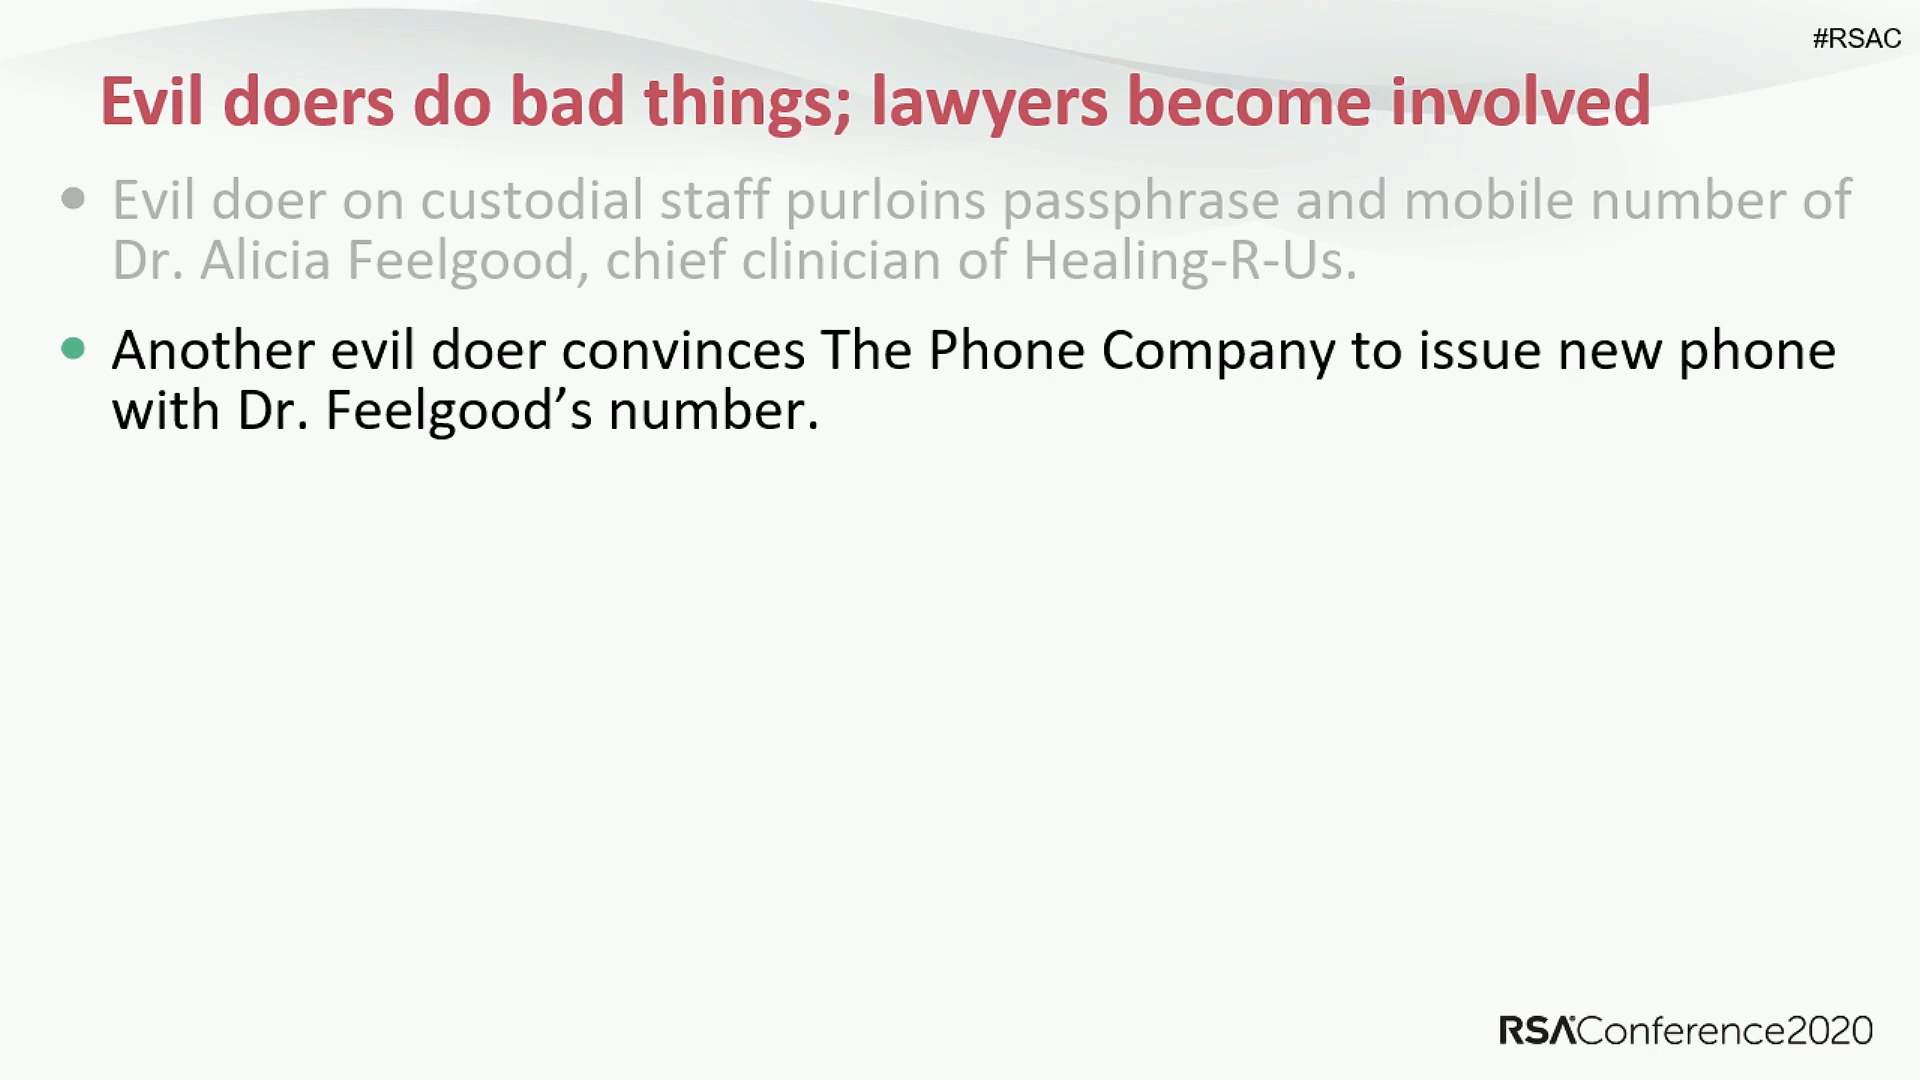 #RSAC
Evil doers do bad things; lawyers become involved
• Evil doer on custodial staff purloins passphrase and mobile number of
Dr. Alicia Feelgood, chief clinician of Healing-R-Us.
• Another evil doer convinces The Phone Company to issue new phone
with Dr. Feelgood’s number.
RSAConference2020